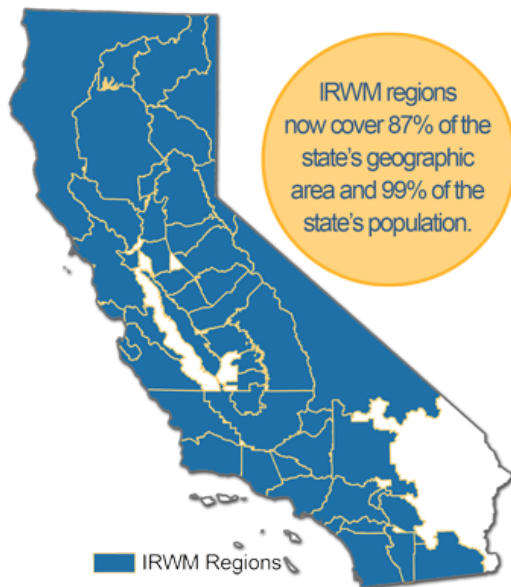 IRWM regions
now cover 87% of the
state's geographic
area and 99% of the
state's population.
IRWM Regions